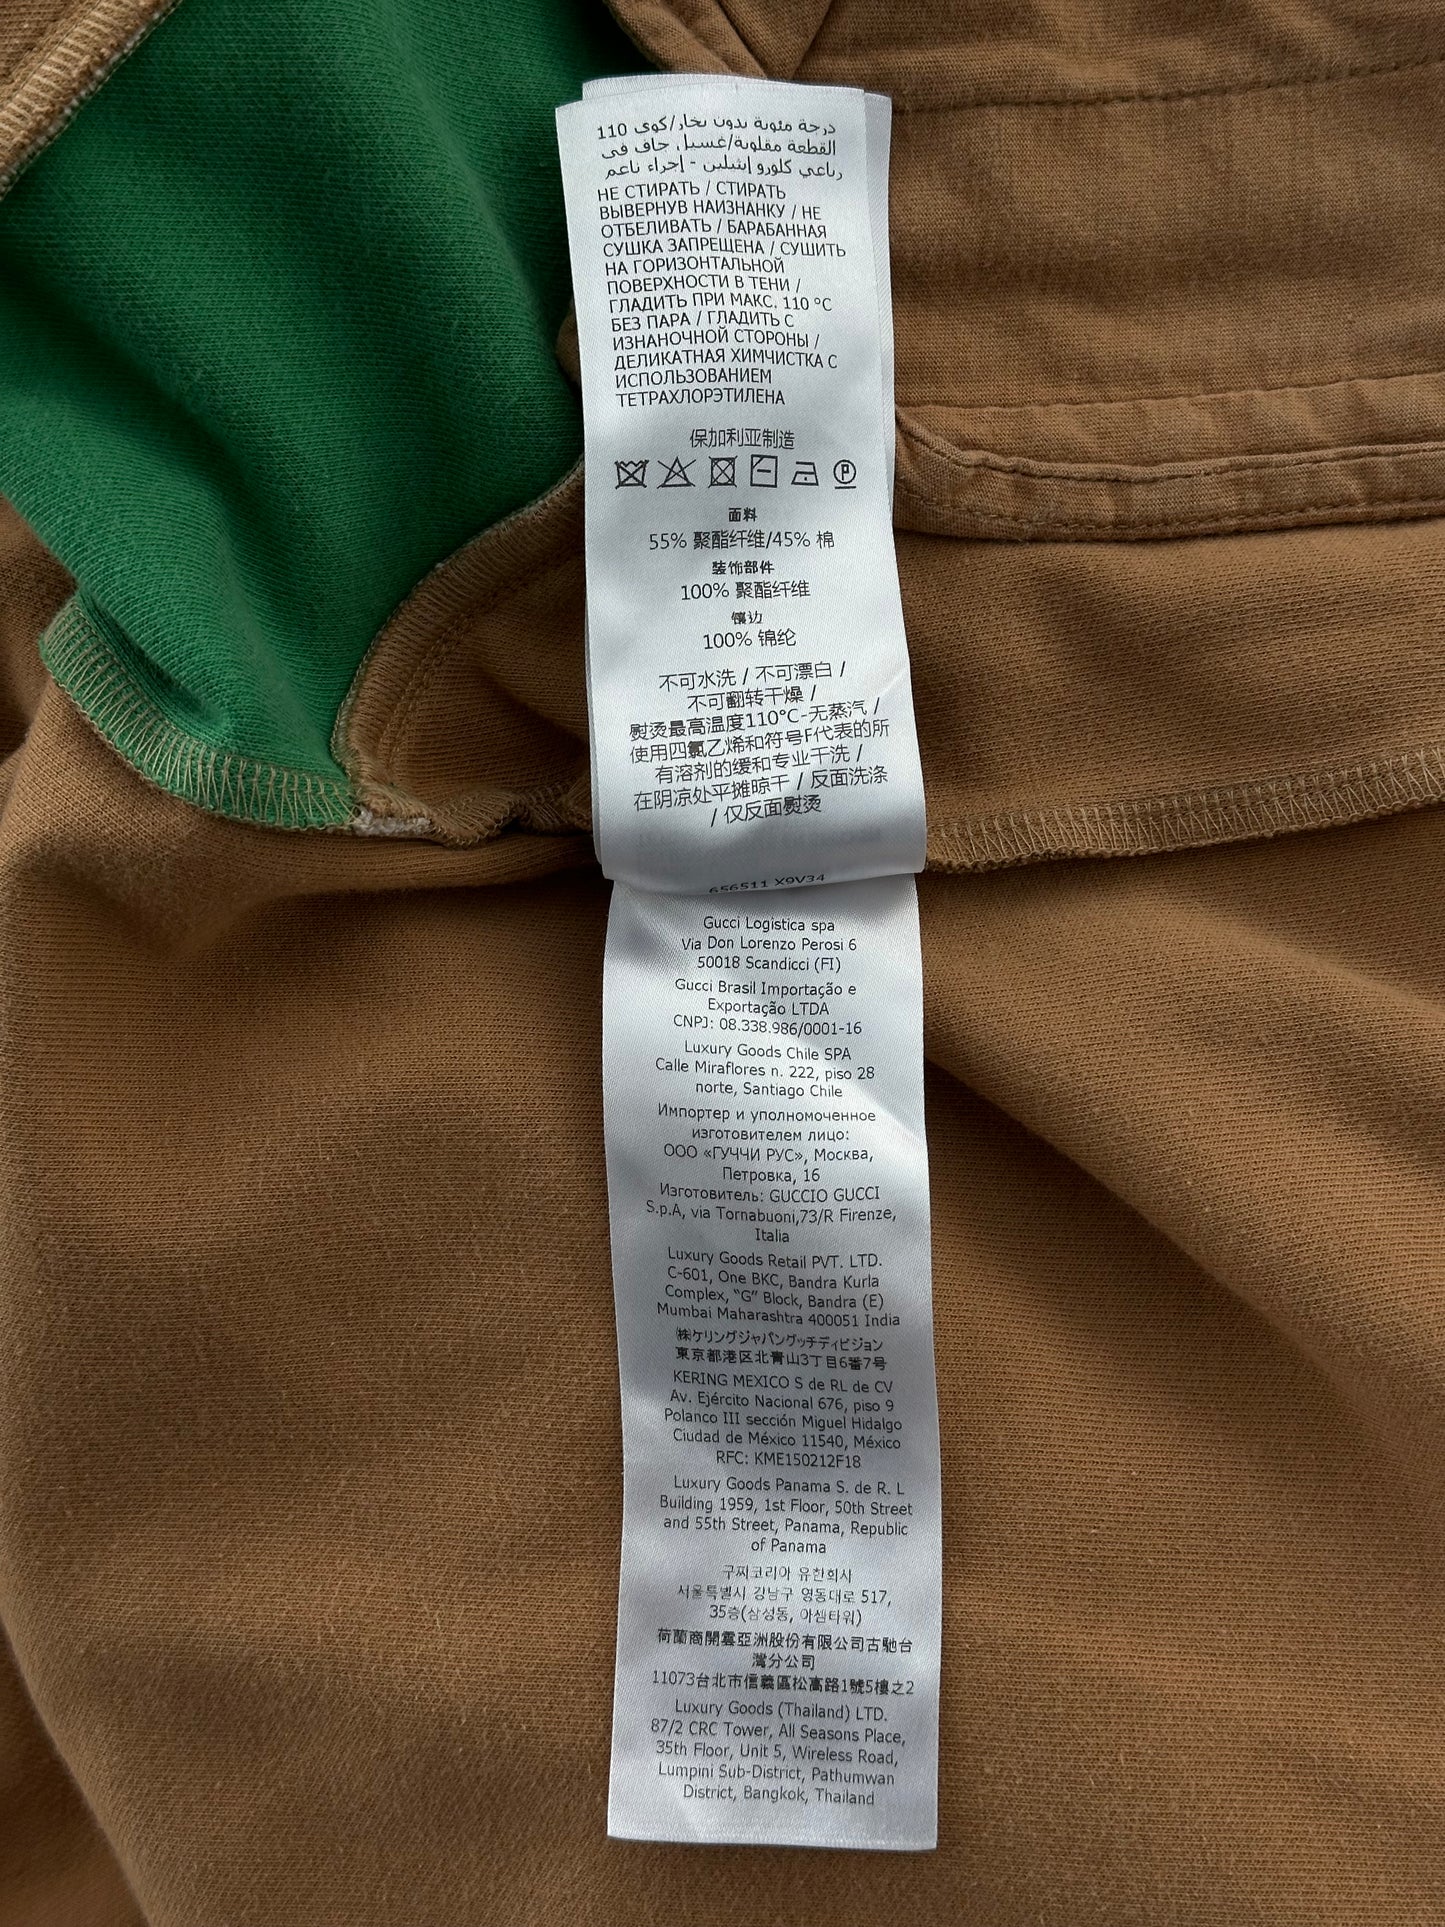 درجة مئوية بدون بخار/كوي 110
القطعة مقلوبة/غسيل جاف في
رباعي كلورو إيثيلين - إجراء ناعم
НЕ СТИРАТЬ / СТИРАТЬ
ВЫВЕРНУВ НАИЗНАНКУ / НЕ
ОТБЕЛИВАТЬ / БАРАБАННАЯ
СУШКА ЗАПРЕЩЕНА / СУШИТЬ
НА ГОРИЗОНТАЛЬНОЙ
ПОВЕРХНОСТИ В ТЕНИ /
ГЛАДИТЬ ПРИ МАКС. 110 °C
БЕЗ ПАРА / ГЛАДИТЬ С
ИЗНАНОЧНОЙ СТОРОНЫ /
ДЕЛИКАТНАЯ ХИМЧИСТКА С
ИСПОЛЬЗОВАНИЕМ
ТЕТРАХЛОРЭТИЛЕНА
保加利亚制造
P
面料
55% 聚酯纤维/45% 棉
装饰部件
100% 聚酯纤维
镶边
100% 锦纶
不可水洗 / 不可漂白 /
不可翻转干燥 /
熨烫最高温度110°C-无蒸汽 /
使用四氯乙烯和符号F代表的所
有溶剂的缓和专业干洗 /
在阴凉处平摊晾干 / 反面洗涤
/ 仅反面熨烫
656511 X9V34
Gucci Logistica spa
Via Don Lorenzo Perosi 6
50018 Scandicci (FI)
Gucci Brasil Importação e
Exportação LTDA
CNPJ: 08.338.986/0001-16
Luxury Goods Chile SPA
Calle Miraflores n. 222, piso 28
norte, Santiago Chile
Импортер и уполномоченное
изготовителем лицо:
ООО «ГУЧЧИ РУС», Москва,
Петровка, 16
Изготовитель: GUCCIO GUCCI
S.p.A, via Tornabuoni,73/R Firenze,
Italia
Luxury Goods Retail PVT. LTD.
C-601, One BKC, Bandra Kurla
Complex, “G” Block, Bandra (E)
Mumbai Maharashtra 400051 India
㈱ケリングジャパングッチディビジョン
東京都港区北青山3丁目6番7号
KERING MEXICO S de RL de CV
Av. Ejército Nacional 676, piso 9
Polanco III sección Miguel Hidalgo
Ciudad de México 11540, México
RFC: KME150212F18
Luxury Goods Panama S. de R. L
Building 1959, 1st Floor, 50th Street
and 55th Street, Panama, Republic
of Panama
구찌코리아 유한회사
서울특별시 강남구 영동대로 517,
35층(삼성동, 아셈타워)
荷蘭商開雲亞洲股份有限公司古馳台
灣分公司
11073台北市信義區松高路1號5樓之2
Luxury Goods (Thailand) LTD.
87/2 CRC Tower, All Seasons Place,
35th Floor, Unit 5, Wireless Road,
Lumpini Sub-District, Pathumwan
District, Bangkok, Thailand